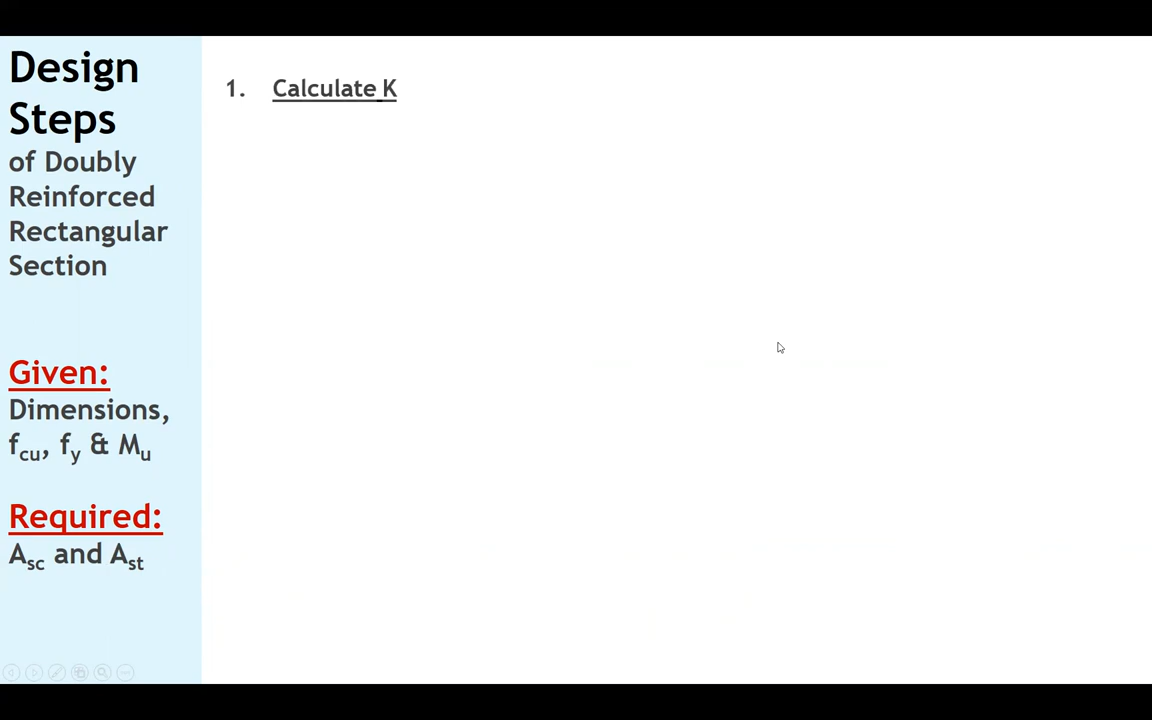 Design
Steps
of Doubly
Reinforced
Rectangular
Section
Given:
Dimensions,
fcu, fy & Mu
Required:
Asc and Ast
1. Calculate K